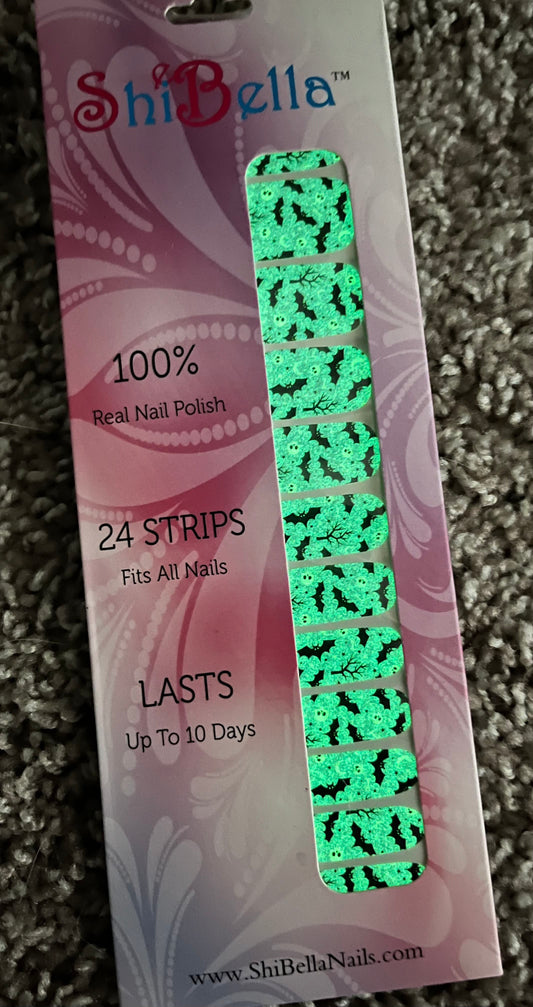 ShiBella™
100%
Real Nail Polish
24 STRIPS
Fits All Nails
LASTS
Up To 10 Days
www.ShiBellaNails.com